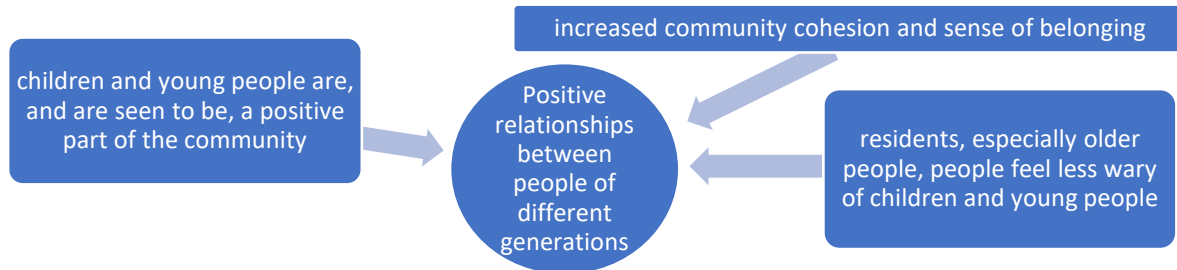 increased community cohesion and sense of belonging
children and young people are,
and are seen to be, a positive
part of the community
Positive
relationships
between
people of
different
generations
residents, especially older
people, people feel less wary
of children and young people